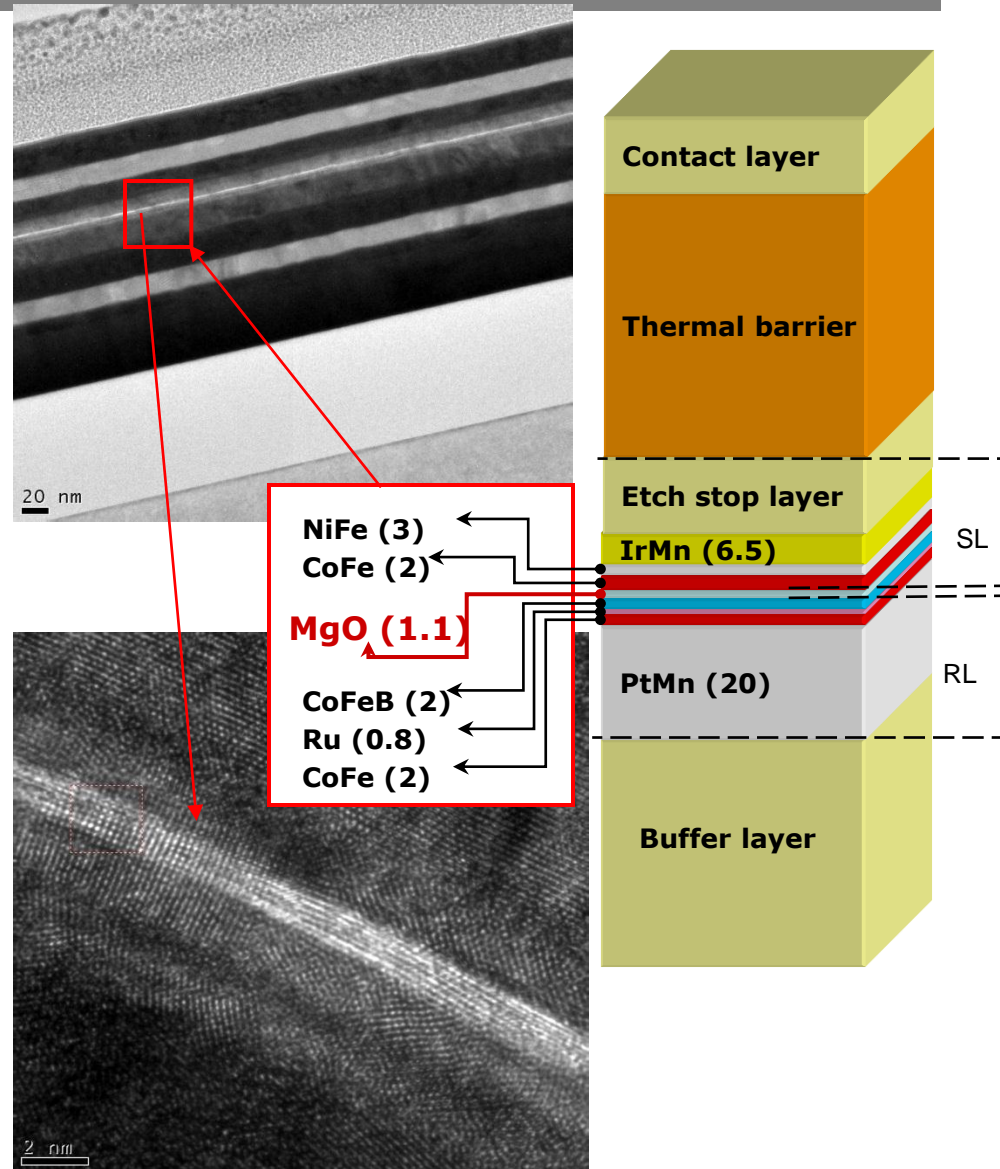 Contact layer
Thermal barrier
20 nm
Etch stop layer
SL
NiFe (3)
IrMn (6.5)
CoFe (2)
MgO (1.1)
RL
PtMn (20)
CoFeB (2)
Ru (0.8)
CoFe (2)
Buffer layer
2 nm